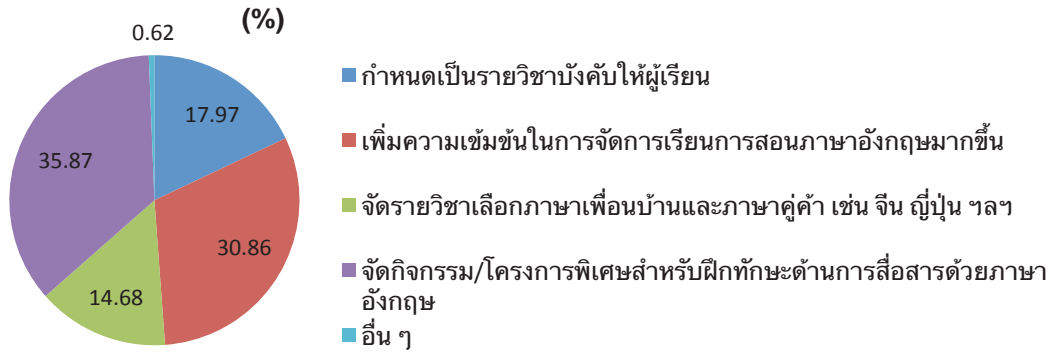 (%)
0.62
17.97
35.87
30.86
14.68
กำหนดเป็นรายวิชาบังคับให้ผู้เรียน
เพิ่มความเข้มข้นในการจัดการเรียนการสอนภาษาอังกฤษมากขึ้น
จัดรายวิชาเลือกภาษาเพื่อนบ้านและภาษาคู่ค้า เช่น จีน ญี่ปุ่น ฯลฯ
จัดกิจกรรม/โครงการพิเศษสำหรับฝึกทักษะด้านการสื่อสารด้วยภาษา
อังกฤษ
อื่น ๆ